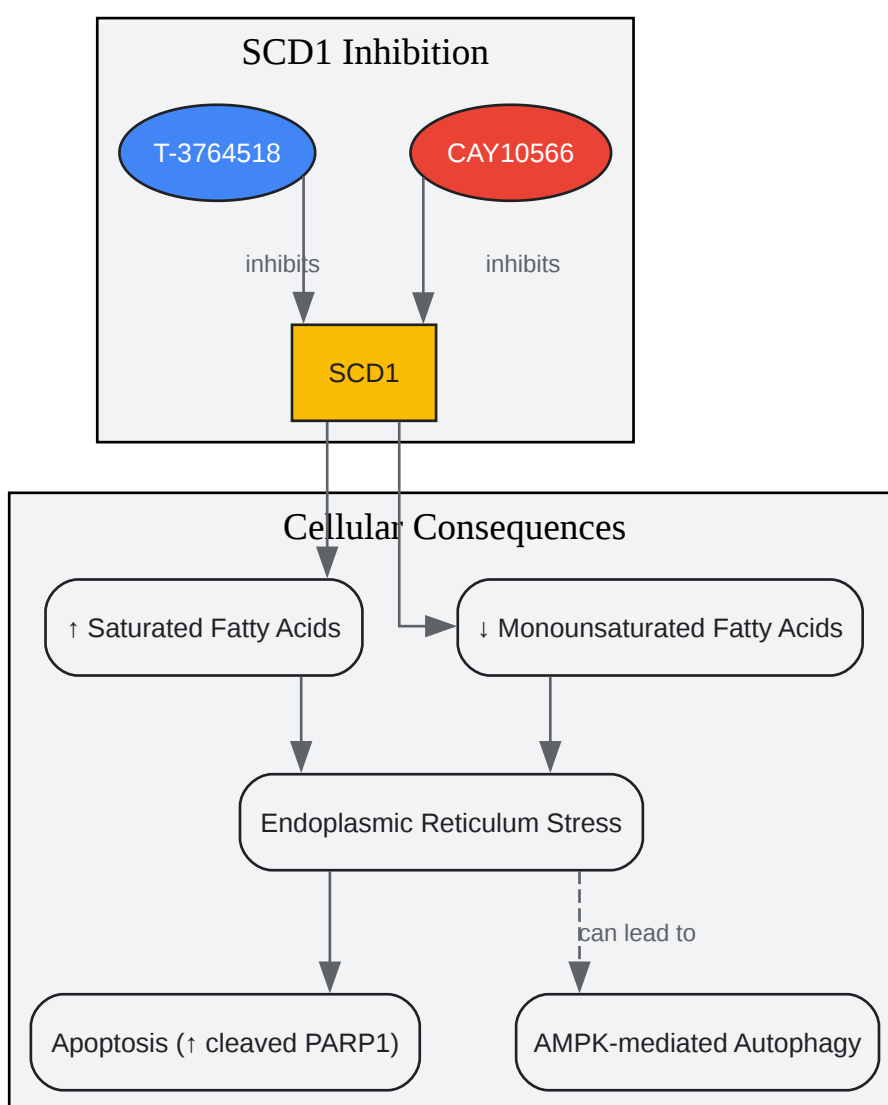 SCD1 Inhibition
T-3764518
CAY10566
inhibits
inhibits
SCD1
Cellular Consequences
↑ Saturated Fatty Acids
↓ Monounsaturated Fatty Acids
Endoplasmic Reticulum Stress
can lead to
Apoptosis (↑ cleaved PARP1)
AMPK-mediated Autophagy